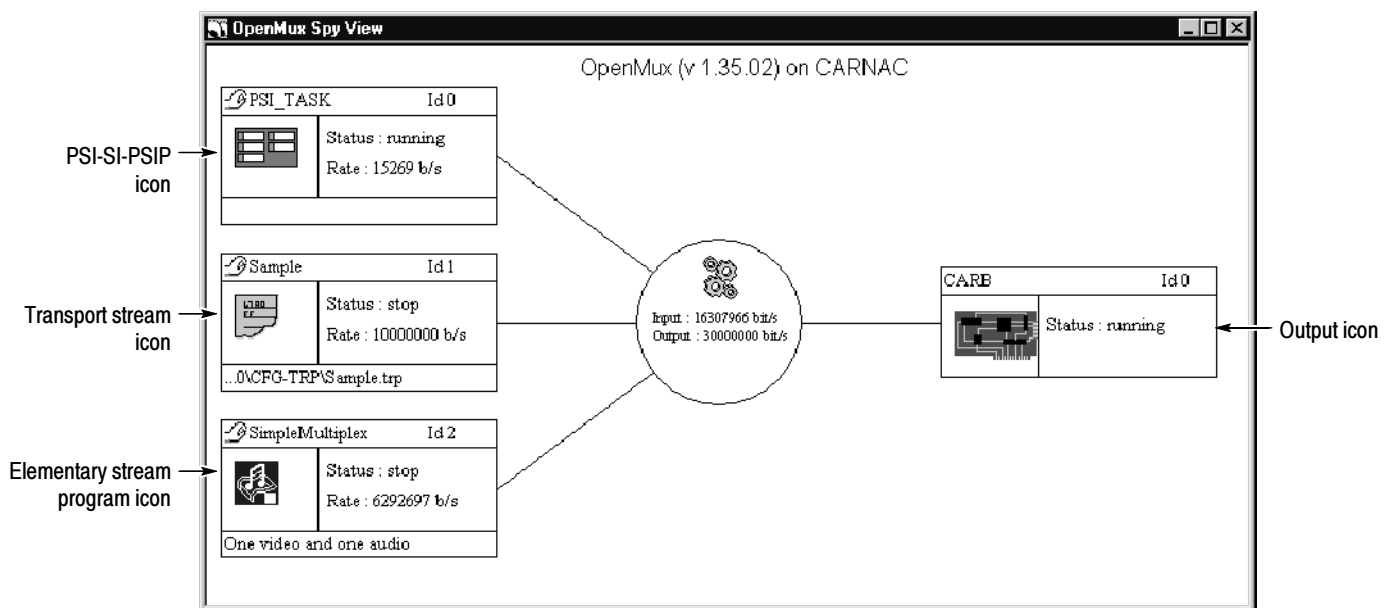 OpenMux Spy View
OpenMux (v 1.35.02) on CARNAC
PSI_TASK Id:0
Status : running
Rate : 15269 b/s
PSI-SI-PSIP
icon
Sample Id:1
Status : stop
Rate : 10000000 b/s
...0\CFG-TRP\Sample.trp
Transport stream
icon
SimpleMultiplex Id:2
Status : stop
Rate : 6292697 b/s
One video and one audio
Elementary stream
program icon
Input : 16307966 bit/s
Output : 30000000 bit/s
CARB Id:0
Status : running
Output icon